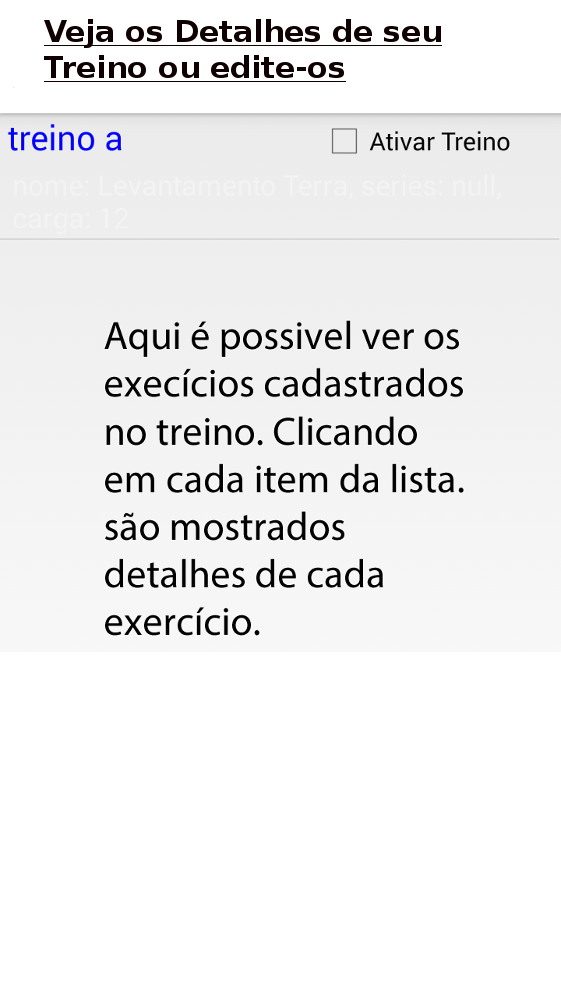 Veja os Detalhes de seu
Treino ou edite-os
treino a
Ativar Treino
nome: Levantamento Terra, series: null,
carga: 12
Aqui é possivel ver os
execícios cadastrados
no treino. Clicando
em cada item da lista.
são mostrados
detalhes de cada
exercício.